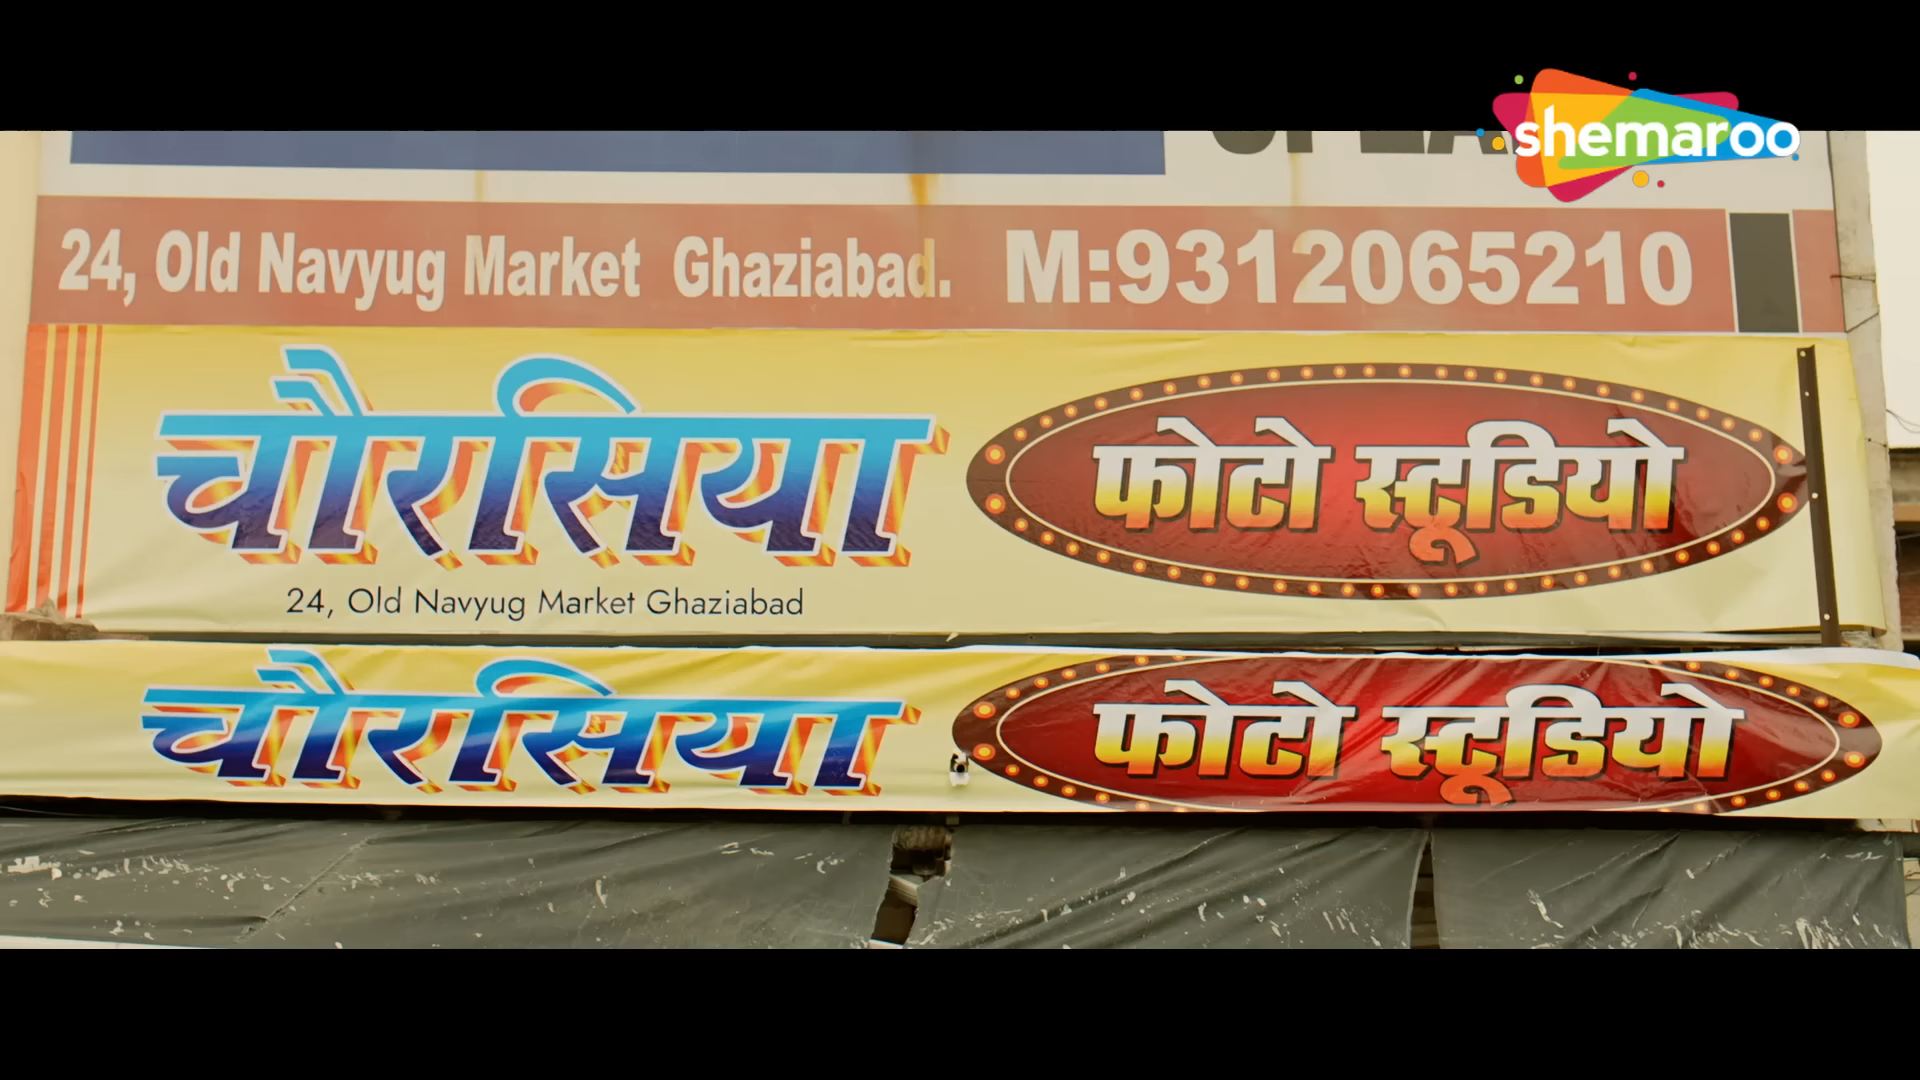 shemaroo
24, Old Navyug Market Ghaziabad. M:9312065210
चौरसिया फोटो स्टूडियो
24, Old Navyug Market Ghaziabad
चौरसिया फोटो स्टूडियो